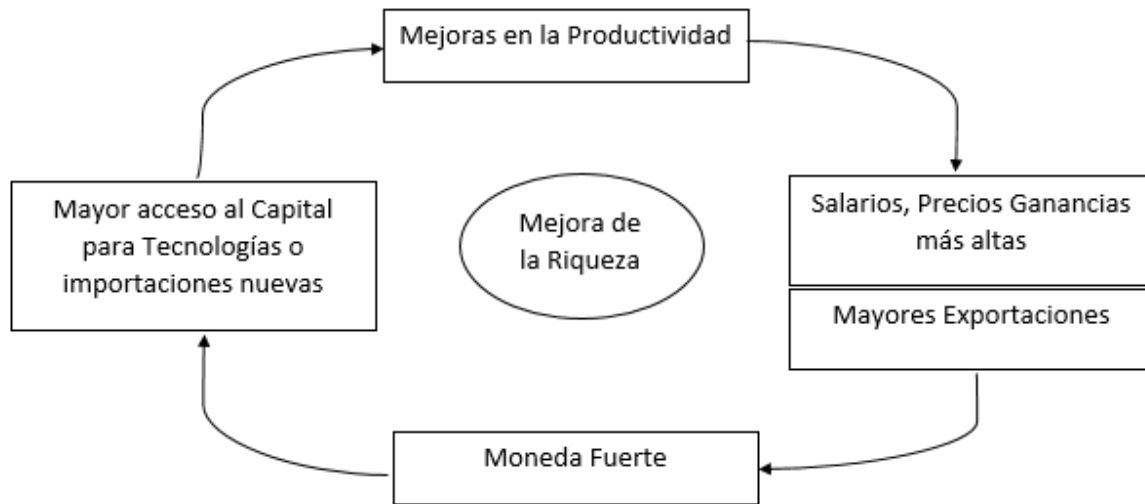 Mejoras en la Productividad
Mayor acceso al Capital
para Tecnologías o
importaciones nuevas
Mejora de
la Riqueza
Salarios, Precios Ganancias
más altas
Mayores Exportaciones
Moneda Fuerte